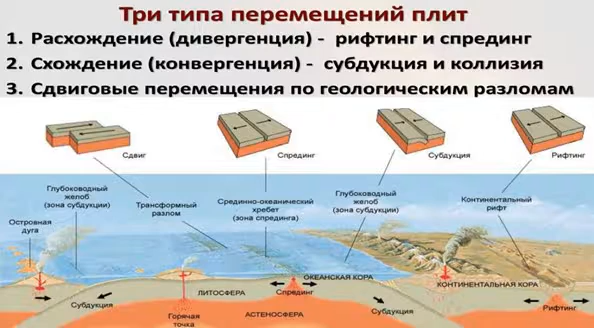 Три типа перемещений плит
1. Расхождение (дивергенция) - рифтинг и спрединг
2. Схождение (конвергенция) - субдукция и коллизия
3. Сдвиговые перемещения по геологическим разломам
Сдвиг
Спрединг
Субдукция
Рифтинг
Островная
дуга
Глубоководный
желоб
(зона субдукции)
Трансформный
разлом
Срединно-океанический
хребет
(зона спрединга)
Глубоководный
желоб
(зона субдукции)
Континентальный
рифт
ОКЕАНСКАЯ КОРА
КОНТИНЕНТАЛЬНАЯ КОРА
ЛИТОСФЕРА
Спрединг
Субдукция
Горячая
точка
АСТЕНОСФЕРА
Субдукция
Рифтинг